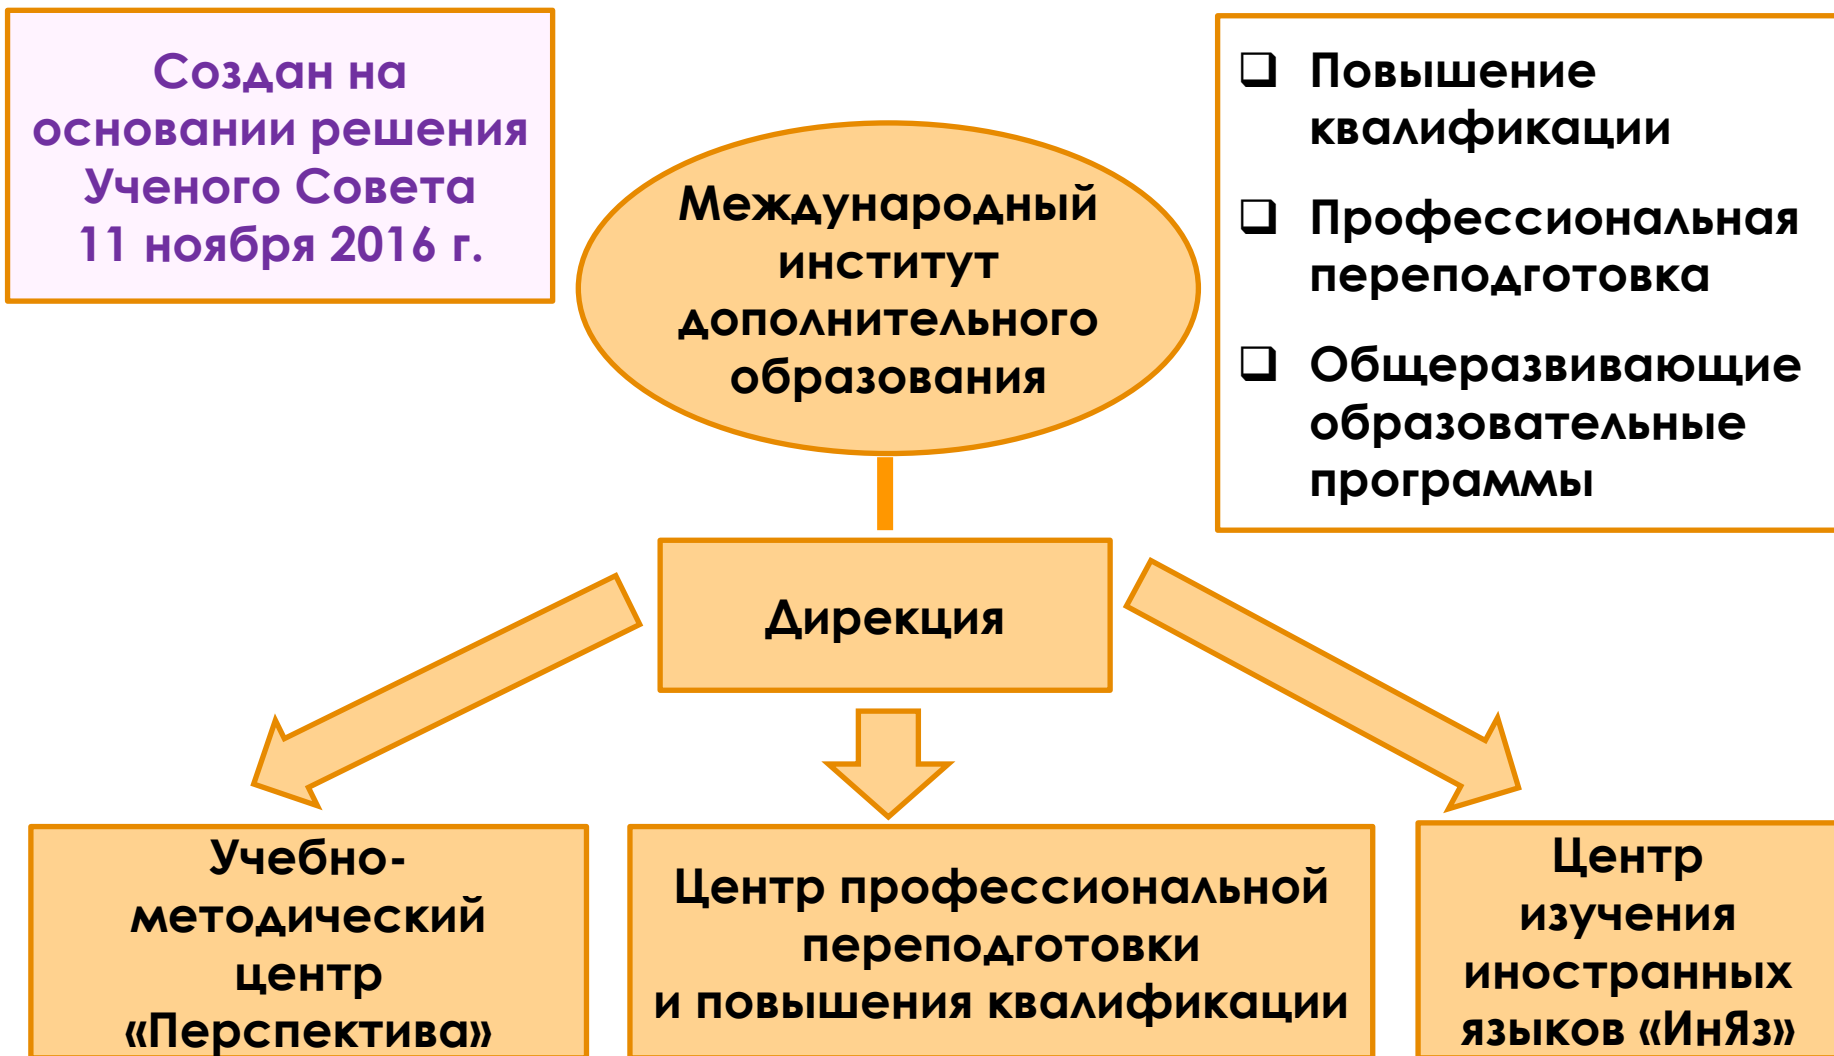 Создан на
основании решения
Ученого Совета
11 ноября 2016 г.
Международный
институт
дополнительного
образования
Повышение
квалификации
Профессиональная
переподготовка
Общеразвивающие
образовательные
программы
Дирекция
Учебно-
методический
центр
«Перспектива»
Центр профессиональной
переподготовки
и повышения квалификации
Центр
изучения
иностранных
языков «ИнЯз»